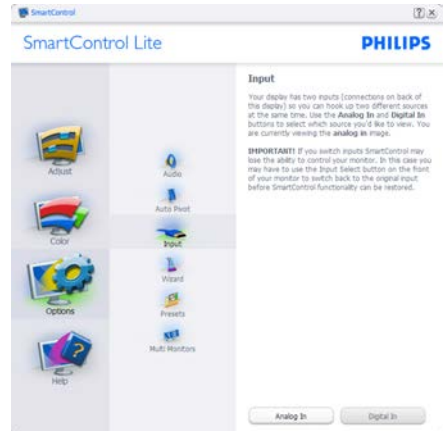 SmartControl
SmartControl Lite
PHILIPS
Adjust
Color
Options
Help
Audio
Auto Pivot
Input
Wizard
Presets
Multi Monitors
Input
Your display has two inputs (connections on back of
this display) so you can hook up two different sources
at the same time. Use the Analog In and Digital In
buttons to select which source you'd like to view. You
are currently viewing the analog in image.
IMPORTANT! If you switch inputs SmartControl may
lose the ability to control your monitor. In this case you
may have to use the Input Select button on the front
of your monitor to switch back to the original input
before SmartControl functionality can be restored.
Analog In
Digital In